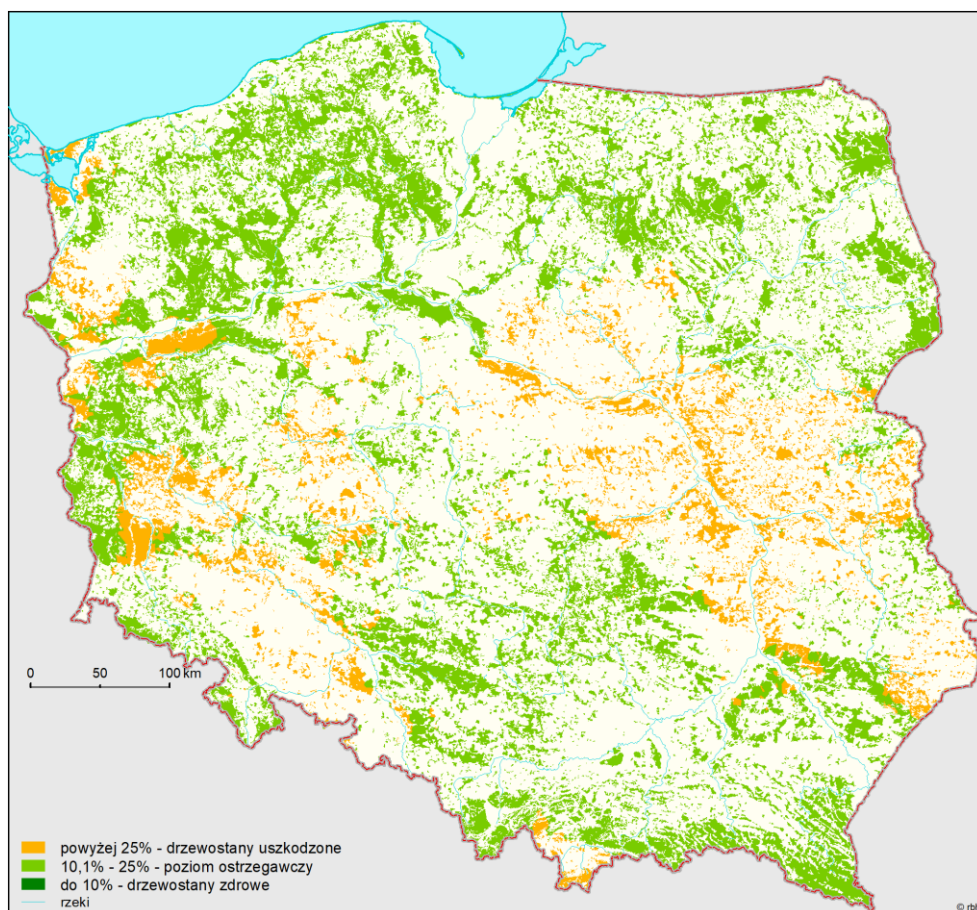 0 50 100 km
powyżej 25% - drzewostany uszkodzone
10,1% - 25% - poziom ostrzegawczy
do 10% - drzewostany zdrowe
rzeki